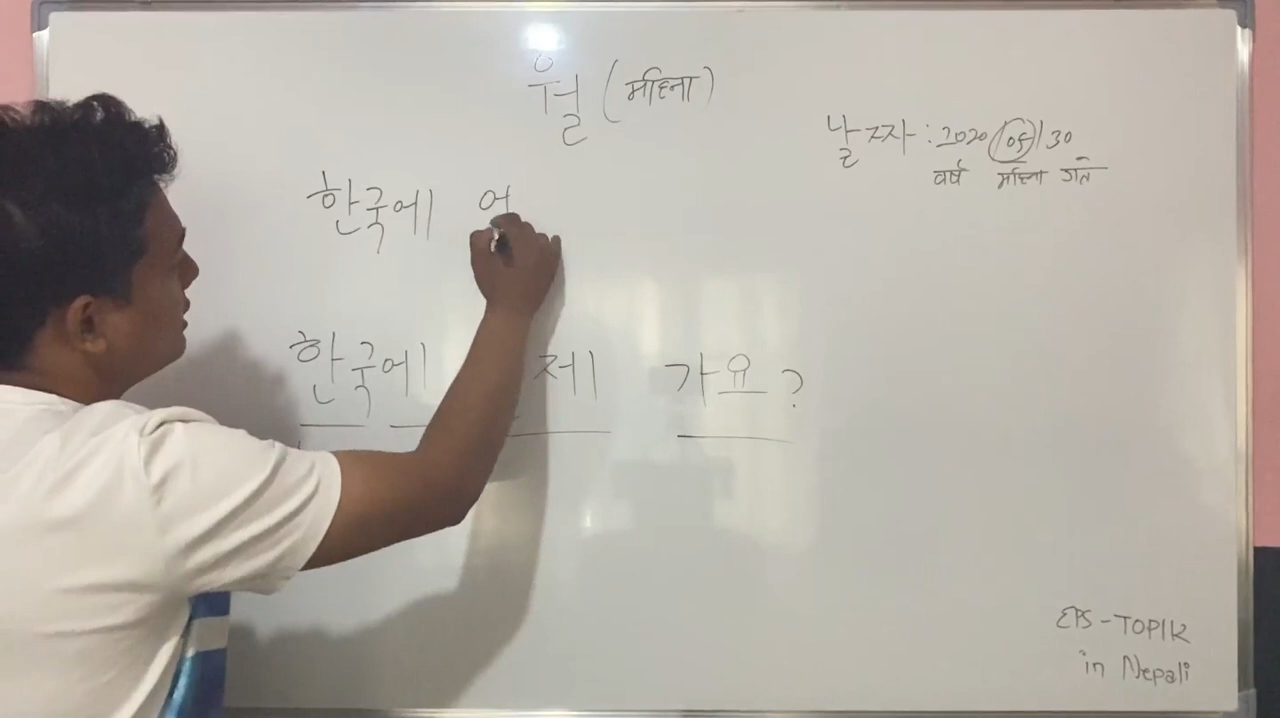 월 (महिना)
날짜 : 2020/05/30
वर्ष महिना गते
한국에 어
한국에 제 가요?
EPS-TOPIK
in Nepali